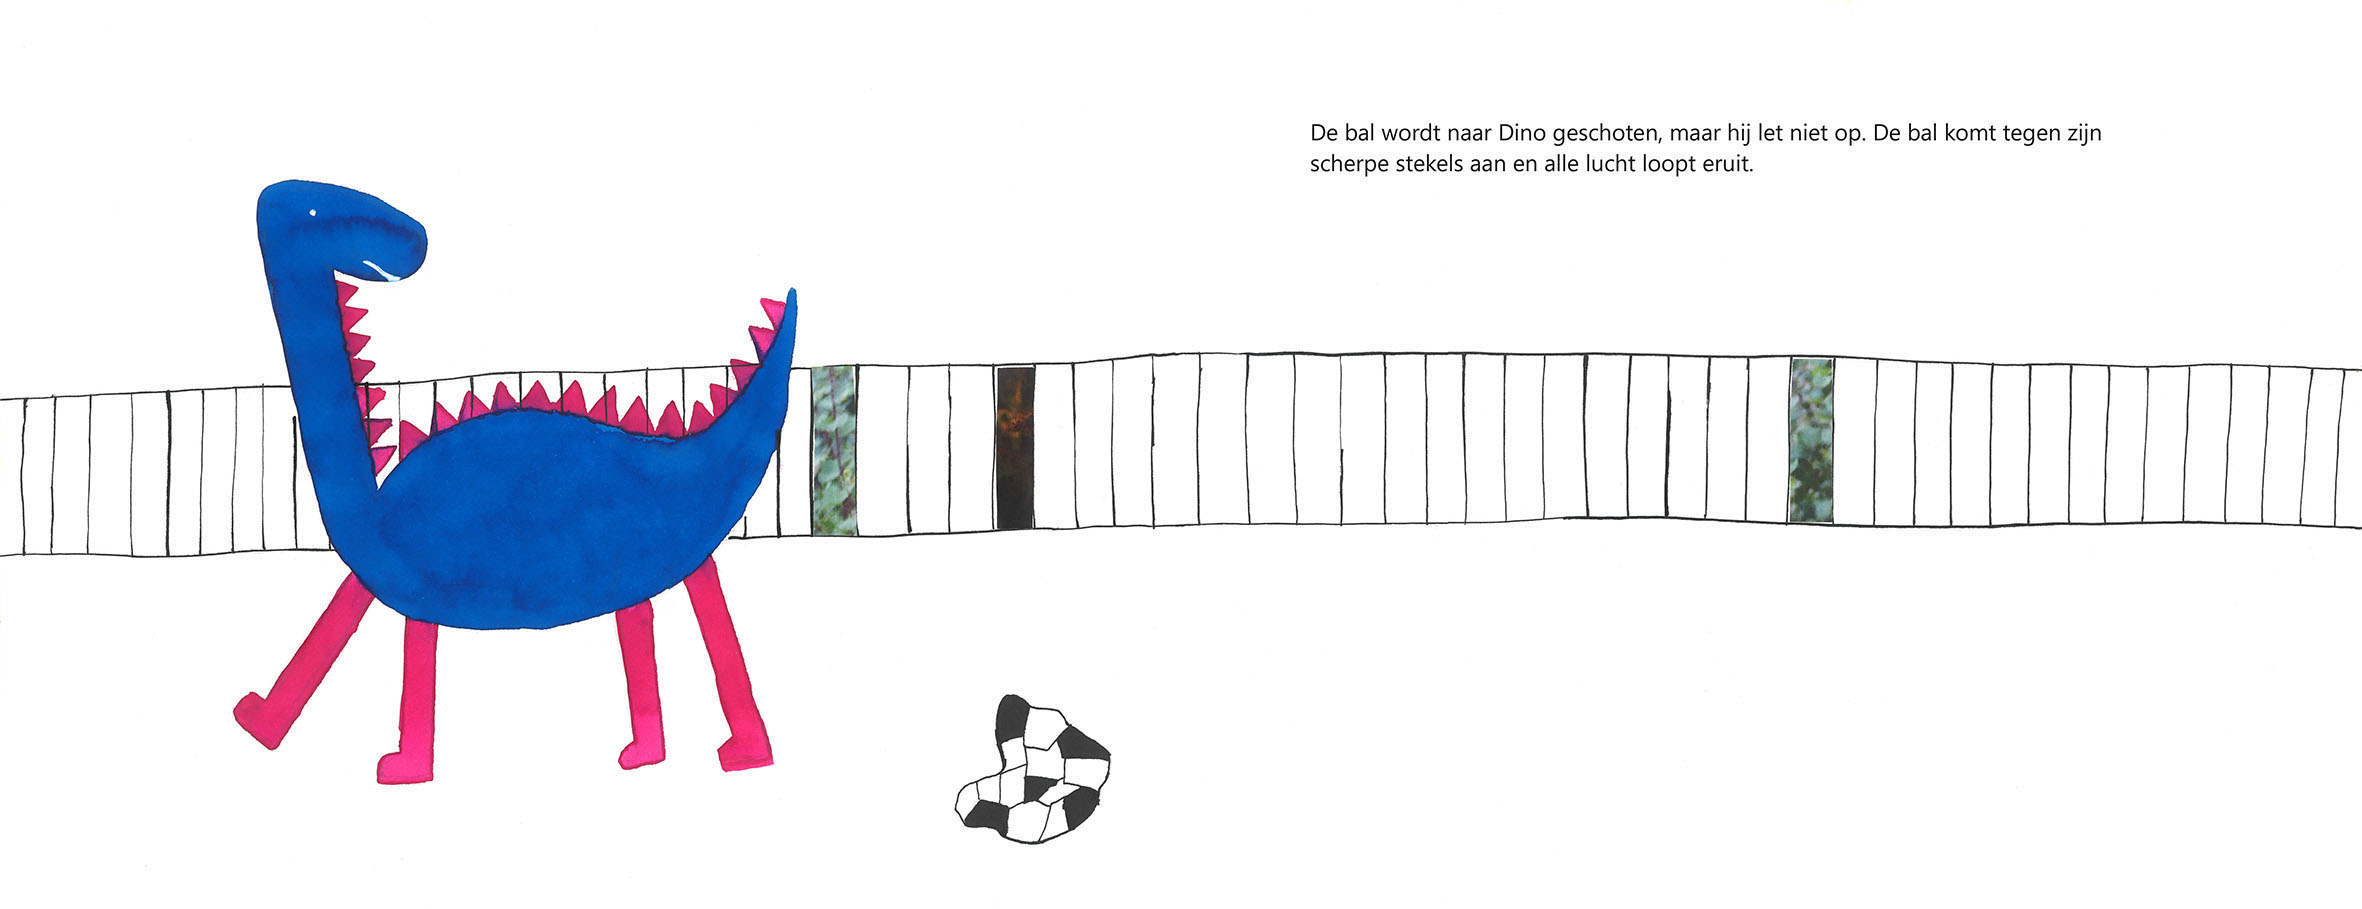 De bal wordt naar Dino geschoten, maar hij let niet op. De bal komt tegen zijn
scherpe stekels aan en alle lucht loopt eruit.